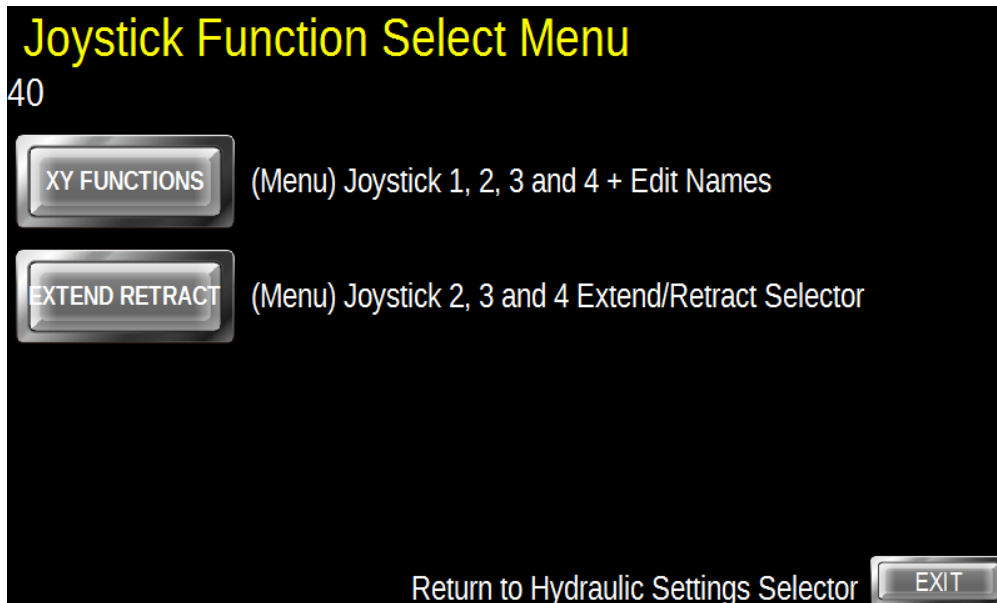 Joystick Function Select Menu
40
XY FUNCTIONS (Menu) Joystick 1, 2, 3 and 4 + Edit Names
EXTEND RETRACT (Menu) Joystick 2, 3 and 4 Extend/Retract Selector
Return to Hydraulic Settings Selector EXIT